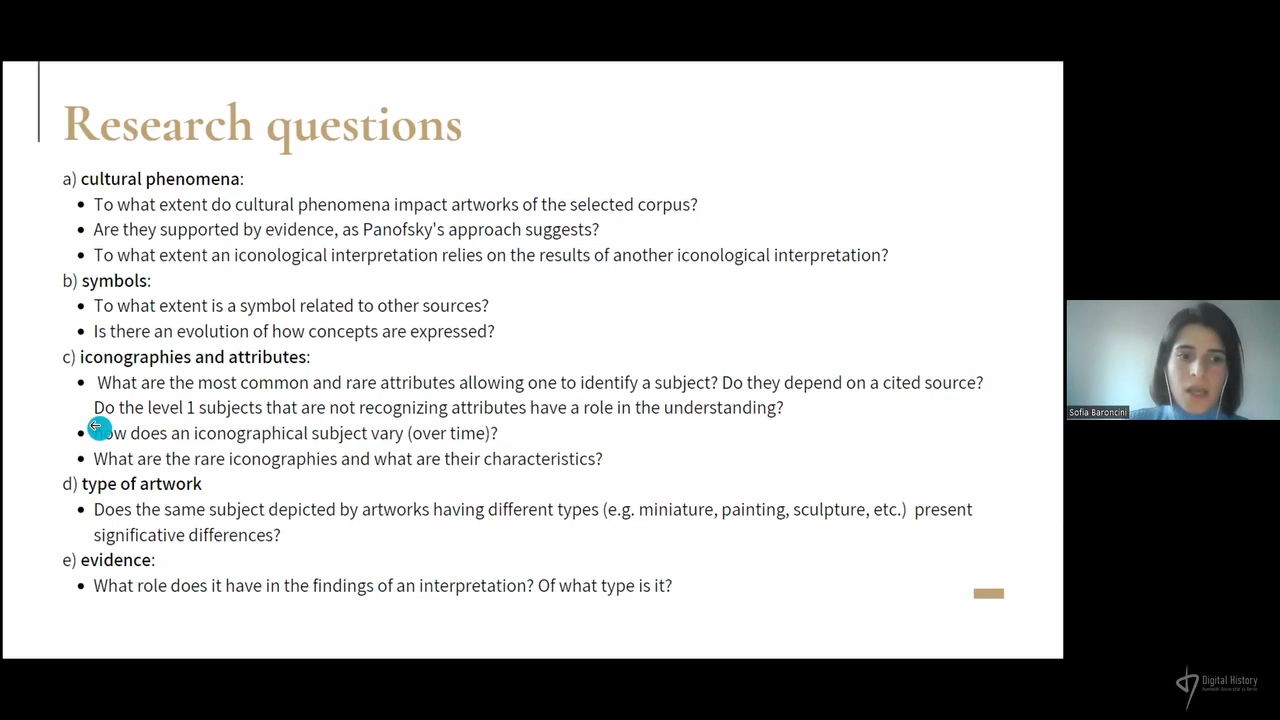 Research questions
a) cultural phenomena:
• To what extent do cultural phenomena impact artworks of the selected corpus?
• Are they supported by evidence, as Panofsky's approach suggests?
• To what extent an iconological interpretation relies on the results of another iconological interpretation?
b) symbols:
• To what extent is a symbol related to other sources?
• Is there an evolution of how concepts are expressed?
c) iconographies and attributes:
• What are the most common and rare attributes allowing one to identify a subject? Do they depend on a cited source?
Do the level 1 subjects that are not recognizing attributes have a role in the understanding?
• How does an iconographical subject vary (over time)?
• What are the rare iconographies and what are their characteristics?
d) type of artwork
• Does the same subject depicted by artworks having different types (e.g. miniature, painting, sculpture, etc.) present
significative differences?
e) evidence:
• What role does it have in the findings of an interpretation? Of what type is it?
Sofia Baroncini
Digital History